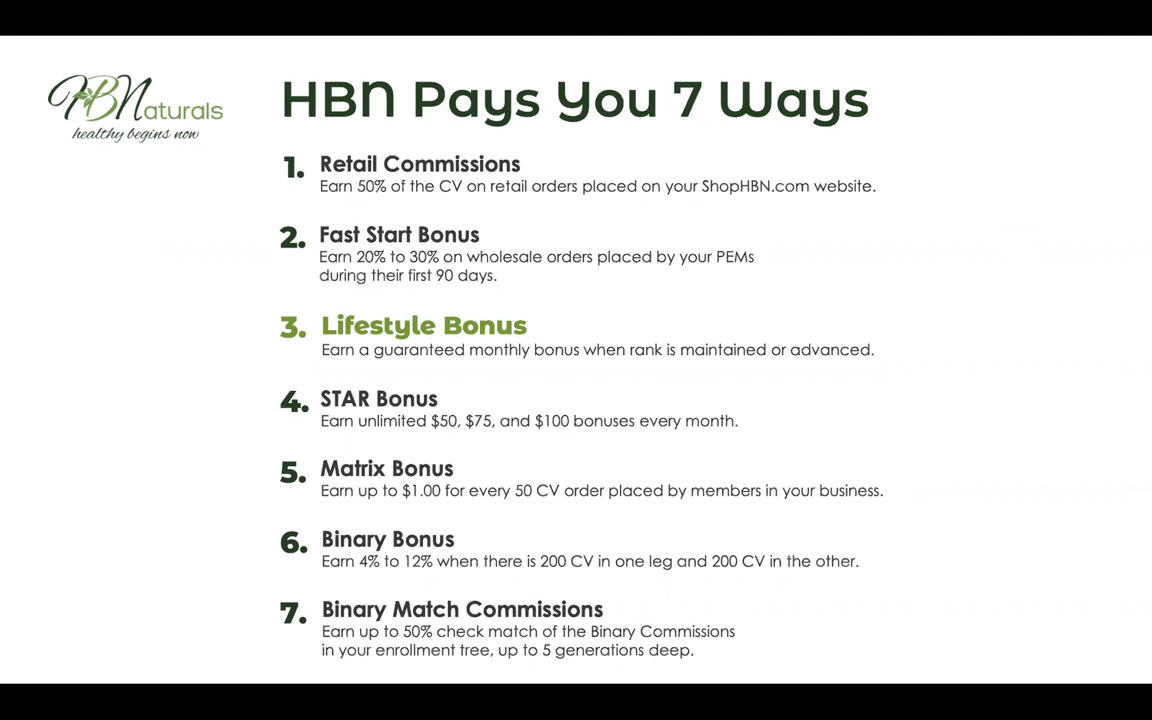 HBNaturals
healthy begins now
HBN Pays You 7 Ways
1. Retail Commissions
Earn 50% of the CV on retail orders placed on your ShopHBN.com website.
2. Fast Start Bonus
Earn 20% to 30% on wholesale orders placed by your PEMs
during their first 90 days.
3. Lifestyle Bonus
Earn a guaranteed monthly bonus when rank is maintained or advanced.
4. STAR Bonus
Earn unlimited $50, $75, and $100 bonuses every month.
5. Matrix Bonus
Earn up to $1.00 for every 50 CV order placed by members in your business.
6. Binary Bonus
Earn 4% to 12% when there is 200 CV in one leg and 200 CV in the other.
7. Binary Match Commissions
Earn up to 50% check match of the Binary Commissions
in your enrollment tree, up to 5 generations deep.